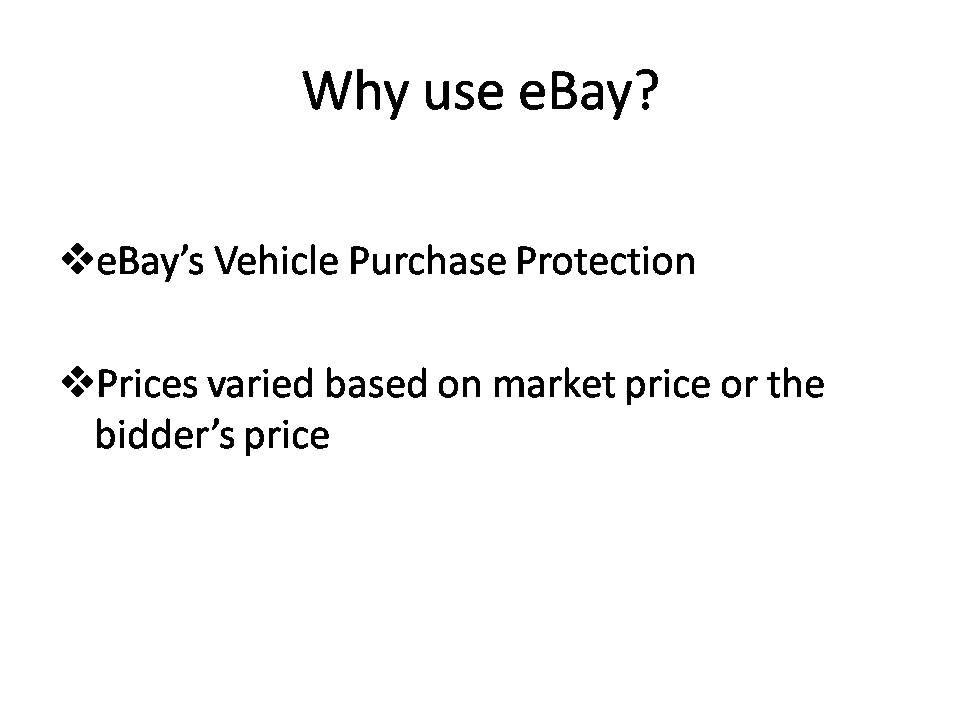 Why use eBay?
❖eBay’s Vehicle Purchase Protection
❖Prices varied based on market price or the
bidder’s price